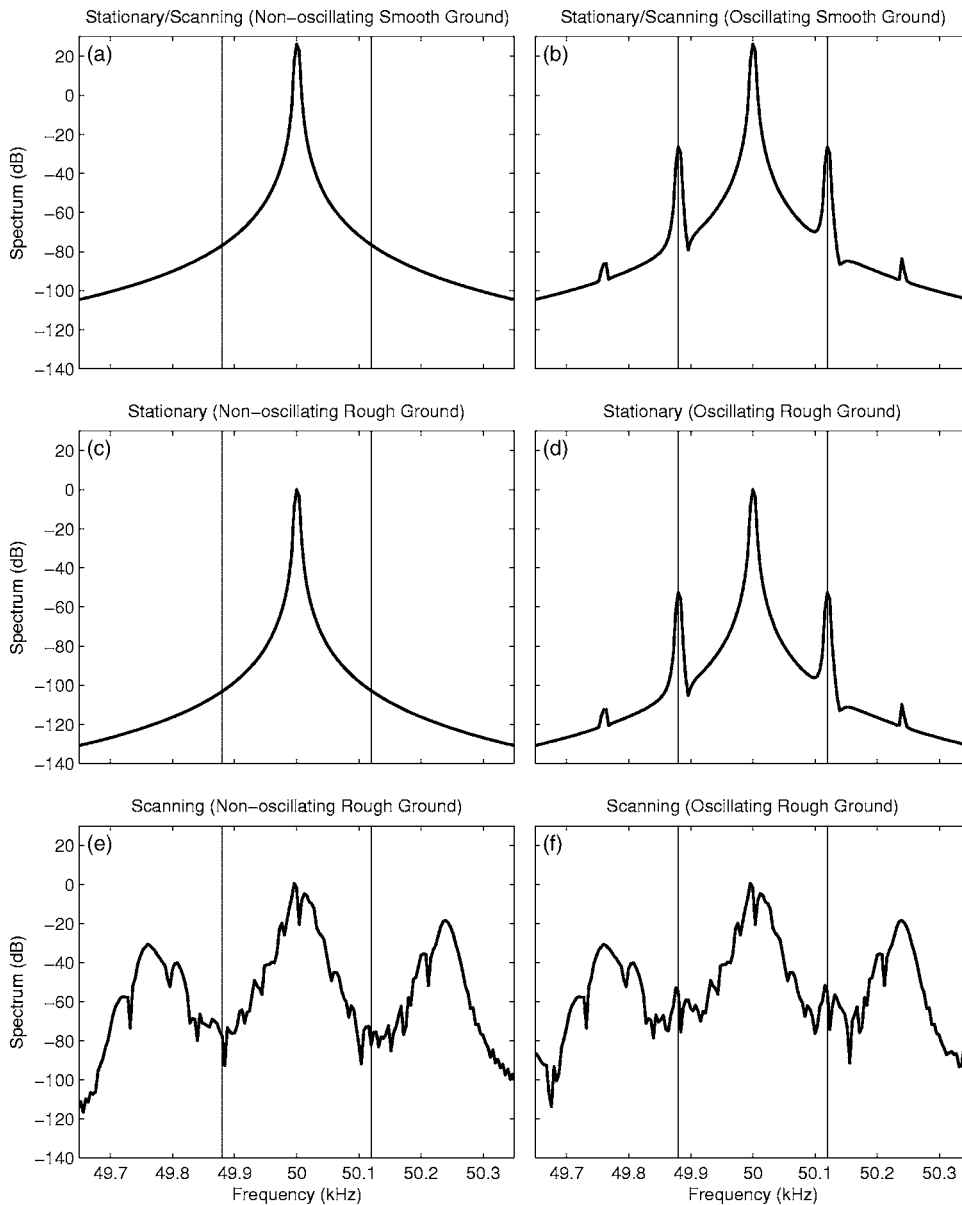 Stationary/Scanning (Non-oscillating Smooth Ground)
Stationary/Scanning (Oscillating Smooth Ground)
(a)
(b)
20
0
−20
−40
−60
−80
−100
−120
−140
Spectrum (dB)
Stationary (Non-oscillating Rough Ground)
Stationary (Oscillating Rough Ground)
(c)
(d)
20
0
−20
−40
−60
−80
−100
−120
−140
Spectrum (dB)
Scanning (Non-oscillating Rough Ground)
Scanning (Oscillating Rough Ground)
(e)
(f)
20
0
−20
−40
−60
−80
−100
−120
−140
Spectrum (dB)
49.7 49.8 49.9 50 50.1 50.2 50.3
49.7 49.8 49.9 50 50.1 50.2 50.3
Frequency (kHz)
Frequency (kHz)